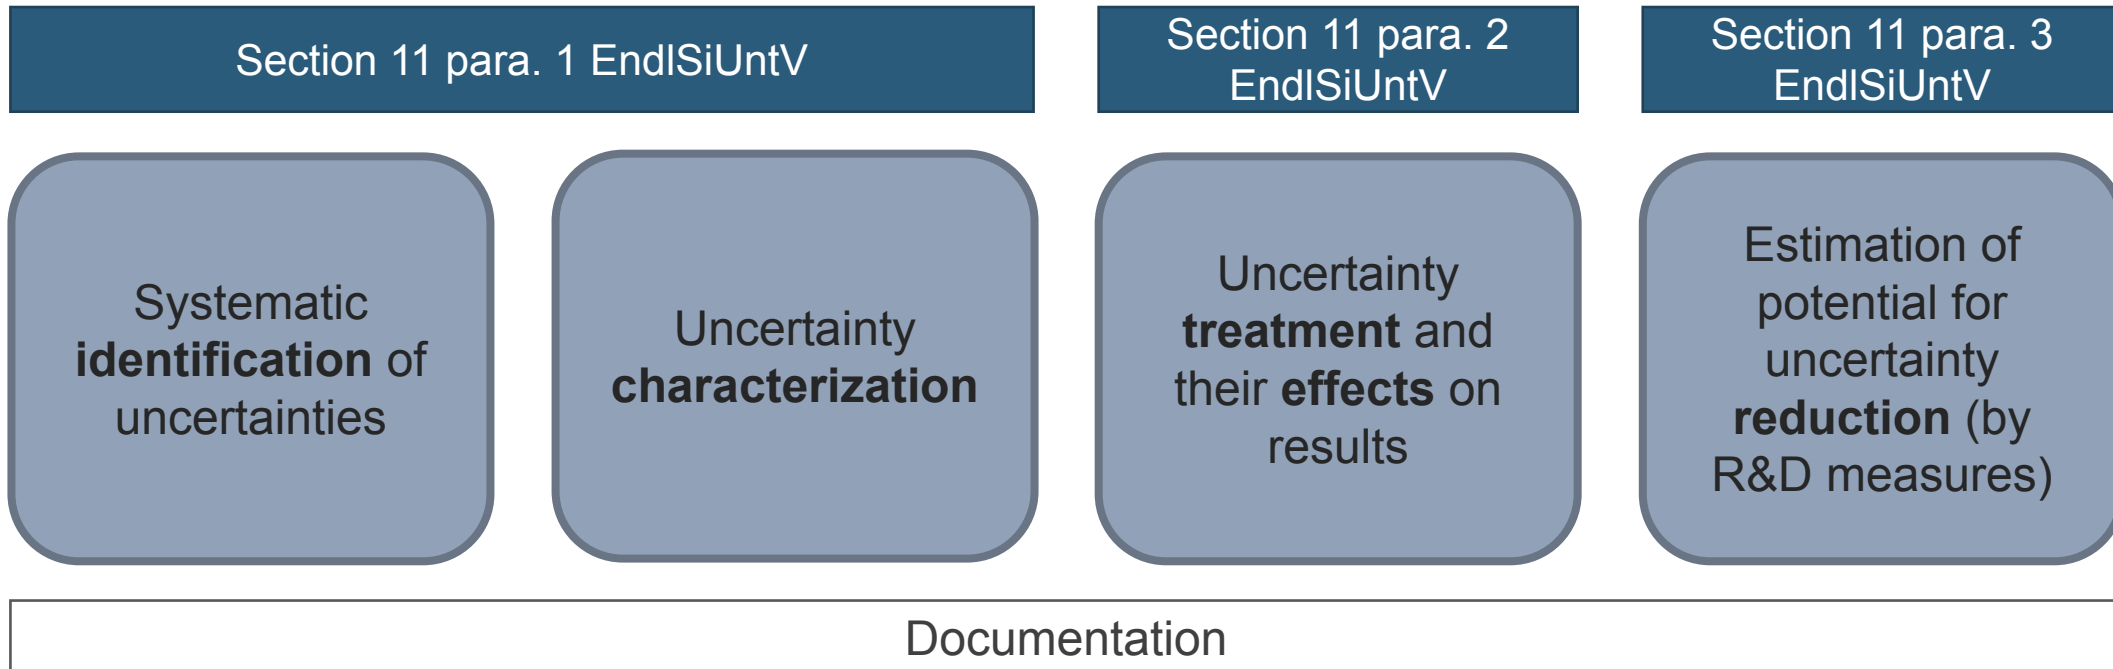 Section 11 para. 1 EndlSiUntV
Section 11 para. 2
EndlSiUntV
Section 11 para. 3
EndlSiUntV
Systematic
identification of
uncertainties
Uncertainty
characterization
Uncertainty
treatment and
their effects on
results
Estimation of
potential for
uncertainty
reduction (by
R&D measures)
Documentation